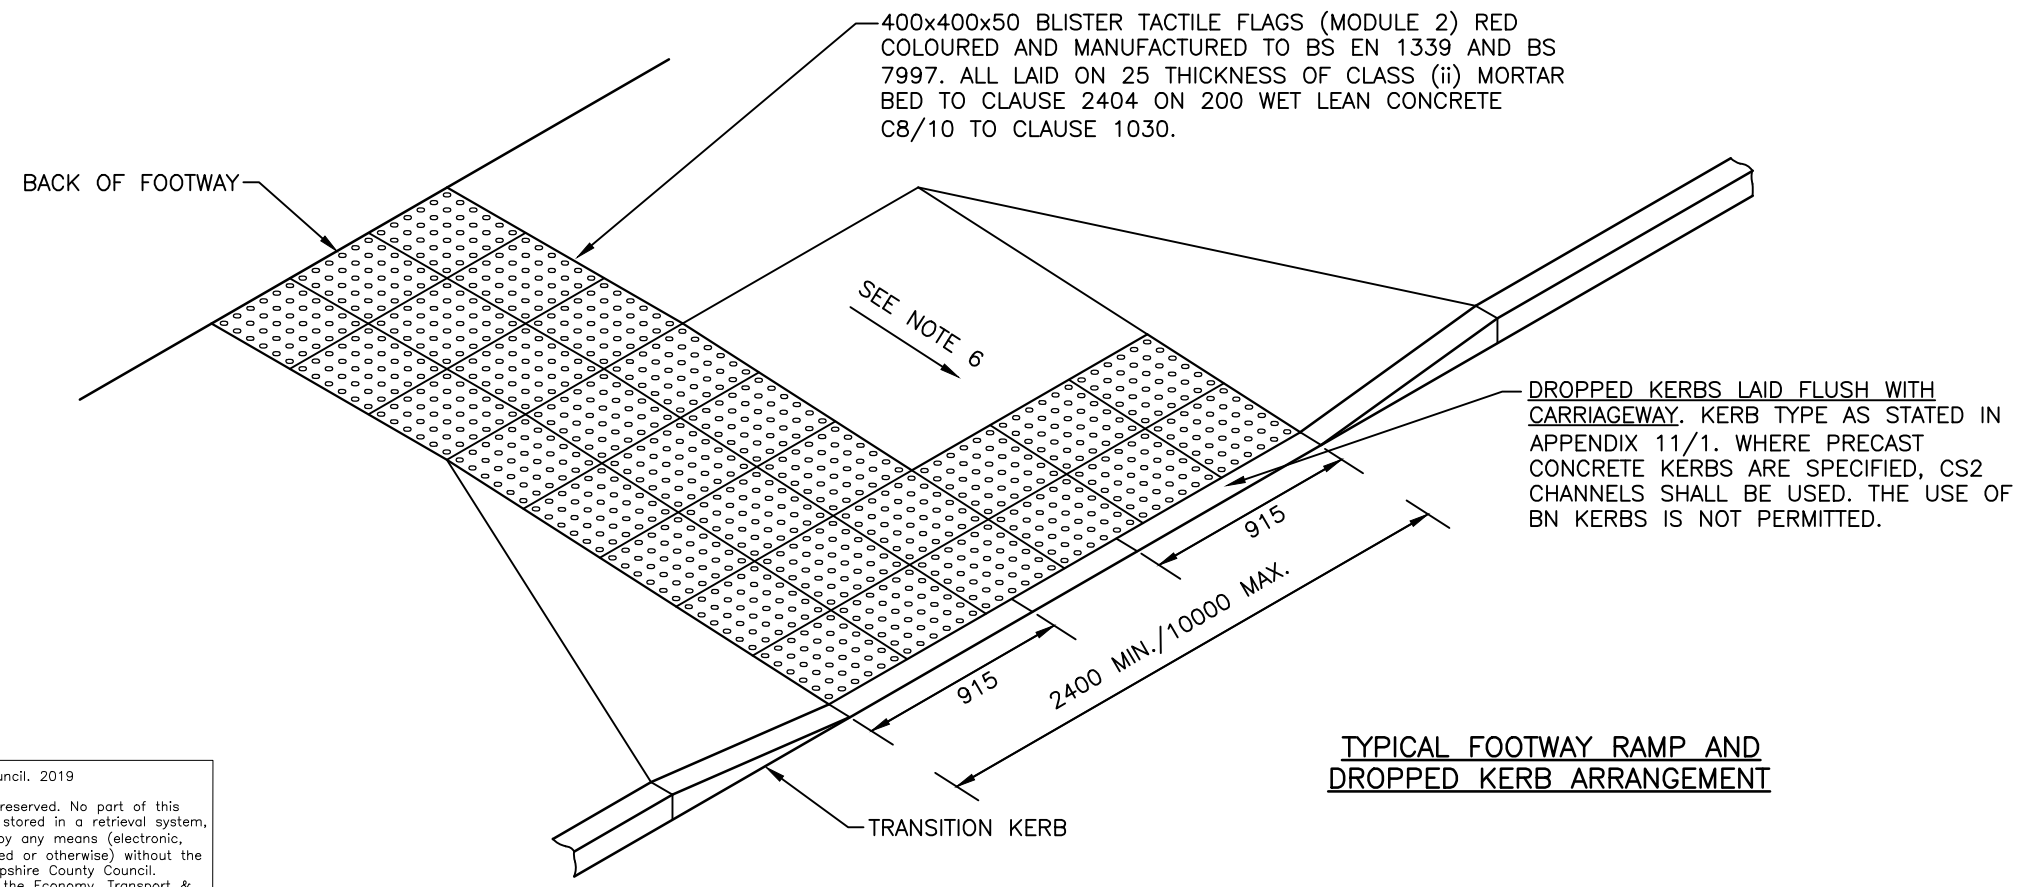 400x400x50 BLISTER TACTILE FLAGS (MODULE 2) RED
COLOURED AND MANUFACTURED TO BS EN 1339 AND BS
7997. ALL LAID ON 25 THICKNESS OF CLASS (ii) MORTAR
BED TO CLAUSE 2404 ON 200 WET LEAN CONCRETE
C8/10 TO CLAUSE 1030.
BACK OF FOOTWAY
SEE NOTE 6
DROPPED KERBS LAID FLUSH WITH
CARRIAGEWAY. KERB TYPE AS STATED IN
APPENDIX 11/1. WHERE PRECAST
CONCRETE KERBS ARE SPECIFIED, CS2
CHANNELS SHALL BE USED. THE USE OF
BN KERBS IS NOT PERMITTED.
915
2400 MIN./10000 MAX.
915
TRANSITION KERB
TYPICAL FOOTWAY RAMP AND
DROPPED KERB ARRANGEMENT
2019
reserved. No part of this
stored in a retrieval system,
by any means (electronic,
or otherwise) without the
County Council.
the Economy, Transport &